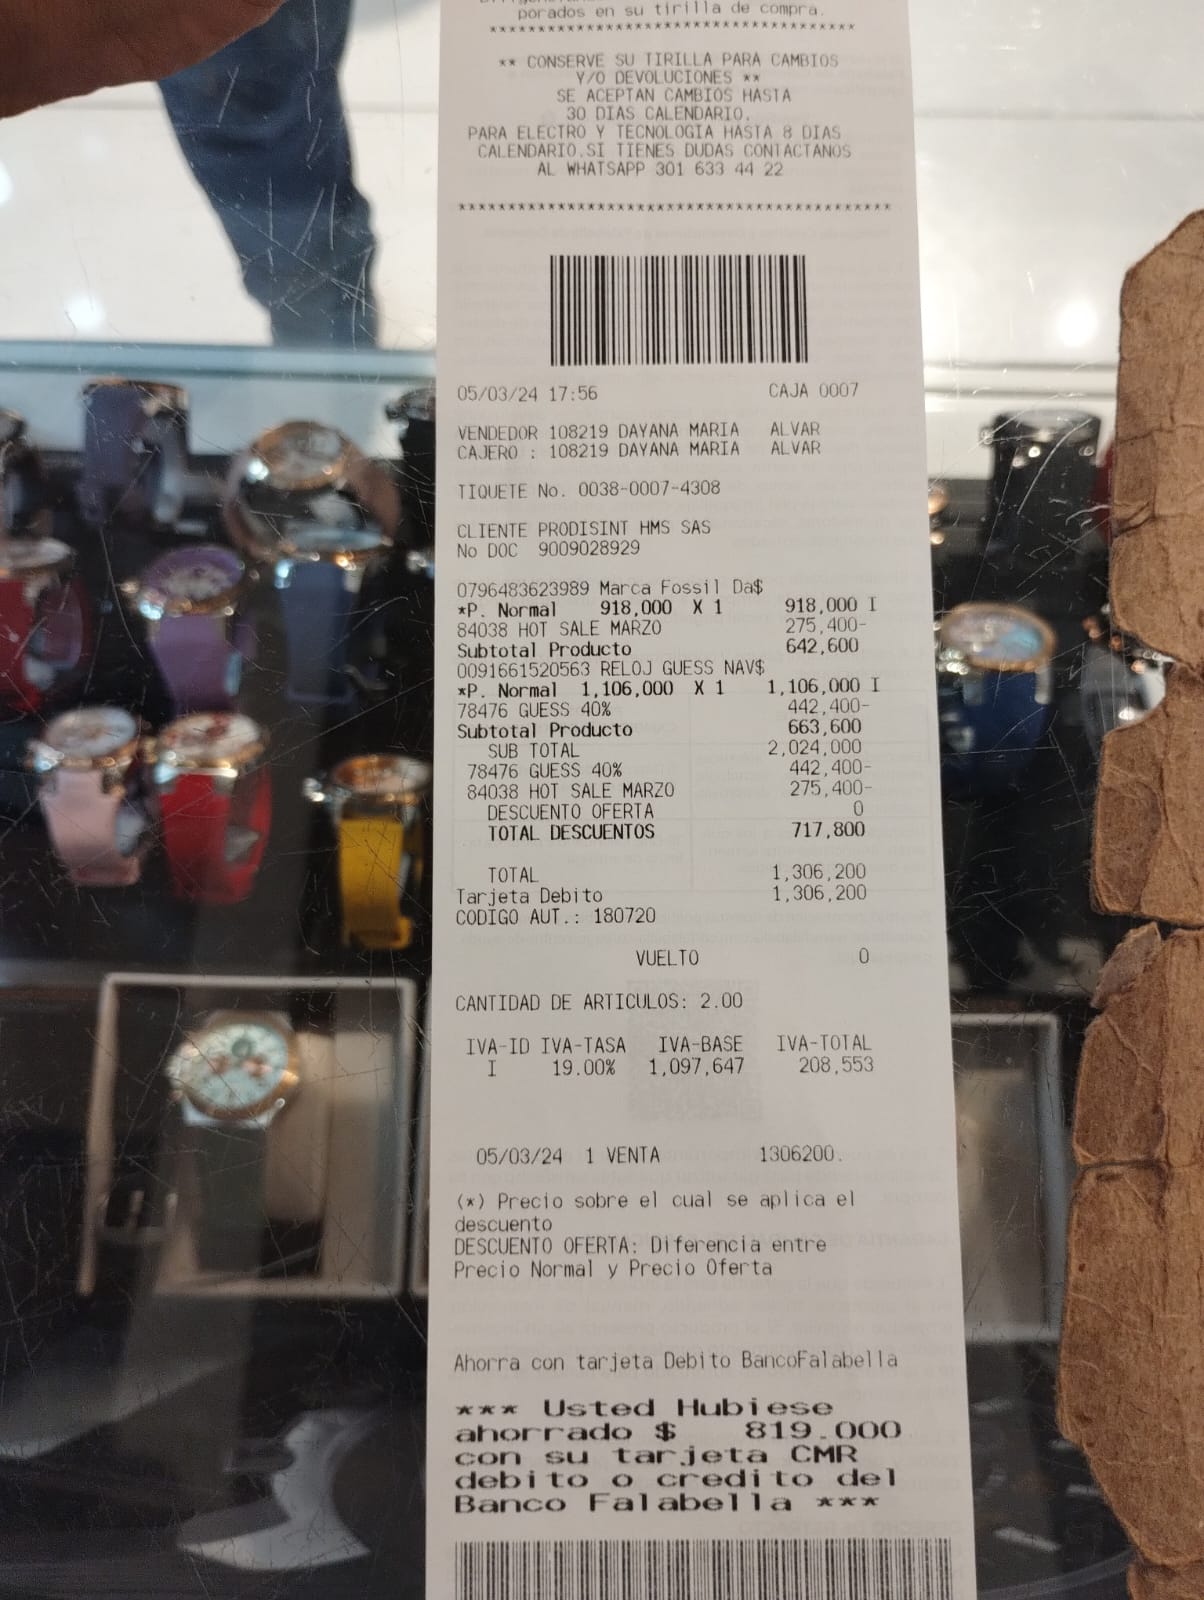 porados en su tirilla de compra.
****************************************
** CONSERVE SU TIRILLA PARA CAMBIOS
Y/O DEVOLUCIONES **
SE ACEPTAN CAMBIOS HASTA
30 DIAS CALENDARIO.
PARA ELECTRO Y TECNOLOGIA HASTA 8 DIAS
CALENDARIO.SI TIENES DUDAS CONTACTANOS
AL WHATSAPP 301 633 44 22
********************************************
05/03/24 17:56 CAJA 0007
VENDEDOR 108219 DAYANA MARIA ALVAR
CAJERO : 108219 DAYANA MARIA ALVAR
TIQUETE No. 0038-0007-4308
CLIENTE PRODISINT HMS SAS
No DOC 9009028929
0796483623989 Marca Fossil Da$
*P. Normal 918,000 X 1 918,000 I
84038 HOT SALE MARZO 275,400-
Subtotal Producto 642,600
0091661520563 RELOJ GUESS NAV$
*P. Normal 1,106,000 X 1 1,106,000 I
78476 GUESS 40% 442,400-
Subtotal Producto 663,600
SUB TOTAL 2,024,000
78476 GUESS 40% 442,400-
84038 HOT SALE MARZO 275,400-
DESCUENTO OFERTA 0
TOTAL DESCUENTOS 717,800
TOTAL 1,306,200
Tarjeta Debito 1,306,200
CODIGO AUT.: 180720
VUELTO 0
CANTIDAD DE ARTICULOS: 2.00
IVA-ID IVA-TASA IVA-BASE IVA-TOTAL
I 19.00% 1,097,647 208,553
05/03/24 1 VENTA 1306200.
(*) Precio sobre el cual se aplica el
descuento
DESCUENTO OFERTA: Diferencia entre
Precio Normal y Precio Oferta
Ahorra con tarjeta Debito BancoFalabella
*** Usted Hubiese
ahorrado $ 819.000
con su tarjeta CMR
debito o credito del
Banco Falabella ***